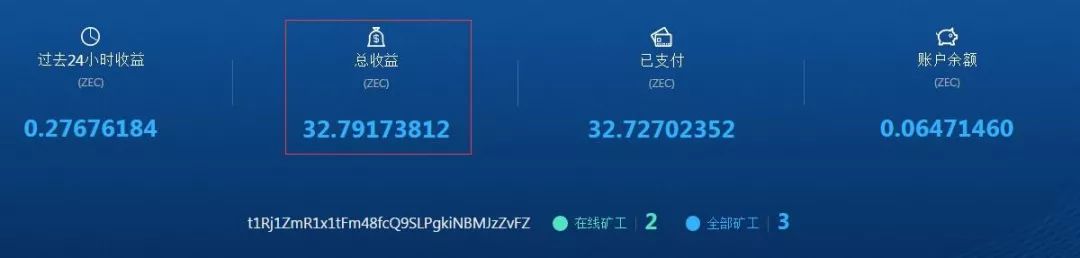 过去24小时收益
(ZEC)
0.27676184
总收益
(ZEC)
32.79173812
已支付
(ZEC)
32.72702352
账户余额
(ZEC)
0.06471460
t1Rj1ZmR1x1tFm48fcQ9SLPgkiNBMJzZvFZ
在线矿工 2
全部矿工 3